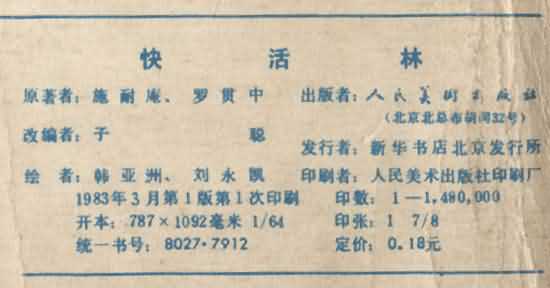 快活林
原著者：施耐庵、罗贯中 出版者：人民美术出版社
（北京北总布胡同32号）
改编者：子聪
发行者：新华书店北京发行所
绘者：韩亚洲、刘永凯 印刷者：人民美术出版社印刷厂
1983年3月第1版第1次印刷 印数：1—1,480,000
开本：787×1092毫米 1/64 印张：1 7/8
统一书号：8027·7912 定价：0.18元